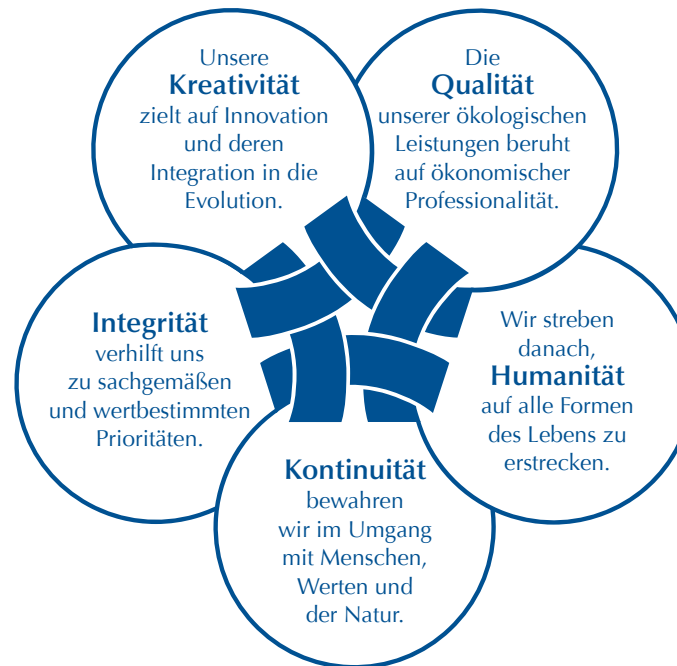 Unsere
Kreativität
zielt auf Innovation
und deren
Integration in die
Evolution.
Die
Qualität
unserer ökologischen
Leistungen beruht
auf ökonomischer
Professionalität.
Integrität
verhilft uns
zu sachgemäßen
und wertbestimmten
Prioritäten.
Wir streben
danach,
Humanität
auf alle Formen
des Lebens zu
erstrecken.
Kontinuität
bewahren
wir im Umgang
mit Menschen,
Werten und
der Natur.